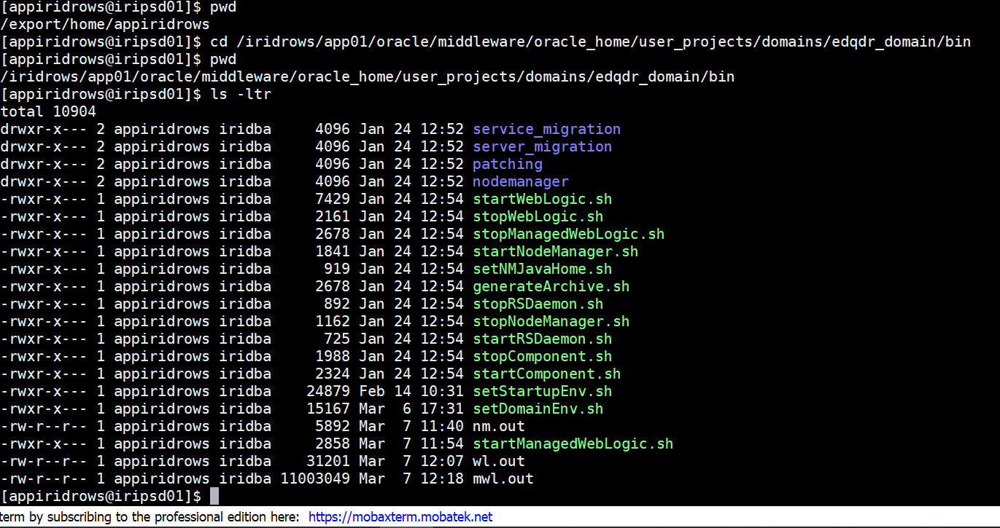 [appiridrows@iripsd01]$ pwd
/export/home/appiridrows
[appiridrows@iripsd01]$ cd /iridrows/app01/oracle/middleware/oracle_home/user_projects/domains/edqdr_domain/bin
[appiridrows@iripsd01]$ pwd
/iridrows/app01/oracle/middleware/oracle_home/user_projects/domains/edqdr_domain/bin
[appiridrows@iripsd01]$ ls -ltr
total 10904
drwxr-x--- 2 appiridrows iridba     4096 Jan 24 12:52 service_migration
drwxr-x--- 2 appiridrows iridba     4096 Jan 24 12:52 server_migration
drwxr-x--- 2 appiridrows iridba     4096 Jan 24 12:52 patching
drwxr-x--- 2 appiridrows iridba     4096 Jan 24 12:52 nodemanager
-rwxr-x--- 1 appiridrows iridba     7429 Jan 24 12:54 startWebLogic.sh
-rwxr-x--- 1 appiridrows iridba     2161 Jan 24 12:54 stopWebLogic.sh
-rwxr-x--- 1 appiridrows iridba     2678 Jan 24 12:54 stopManagedWebLogic.sh
-rwxr-x--- 1 appiridrows iridba     1841 Jan 24 12:54 startNodeManager.sh
-rwxr-x--- 1 appiridrows iridba      919 Jan 24 12:54 setNMJavaHome.sh
-rwxr-x--- 1 appiridrows iridba     2678 Jan 24 12:54 generateArchive.sh
-rwxr-x--- 1 appiridrows iridba      892 Jan 24 12:54 stopRSDaemon.sh
-rwxr-x--- 1 appiridrows iridba     1162 Jan 24 12:54 stopNodeManager.sh
-rwxr-x--- 1 appiridrows iridba      725 Jan 24 12:54 startRSDaemon.sh
-rwxr-x--- 1 appiridrows iridba     1988 Jan 24 12:54 stopComponent.sh
-rwxr-x--- 1 appiridrows iridba     2324 Jan 24 12:54 startComponent.sh
-rwxr-x--- 1 appiridrows iridba    24879 Feb 14 10:31 setStartupEnv.sh
-rwxr-x--- 1 appiridrows iridba    15167 Mar  6 17:31 setDomainEnv.sh
-rw-r--r-- 1 appiridrows iridba     5892 Mar  7 11:40 nm.out
-rwxr-x--- 1 appiridrows iridba     2858 Mar  7 11:54 startManagedWebLogic.sh
-rw-r--r-- 1 appiridrows iridba    31201 Mar  7 12:07 wl.out
-rw-r--r-- 1 appiridrows iridba 11003049 Mar  7 12:18 mwl.out
[appiridrows@iripsd01]$
term by subscribing to the professional edition here: https://mobaxterm.mobatek.net